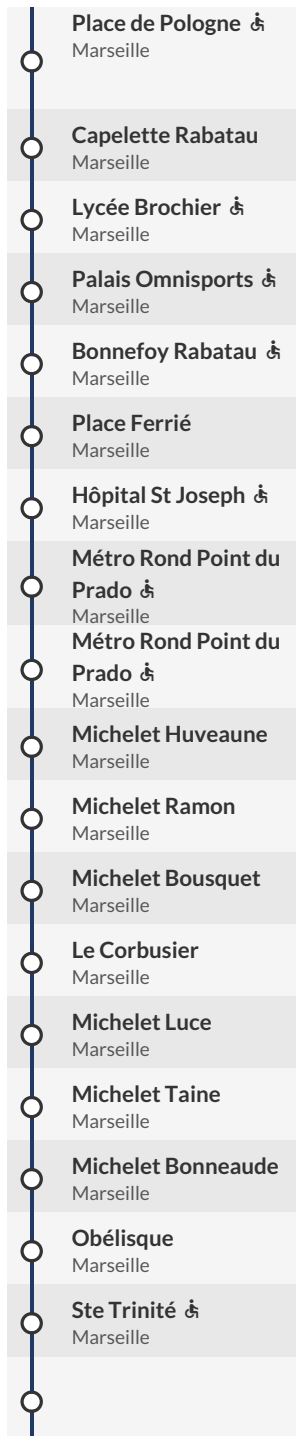 Place de Pologne
Marseille
Capelette Rabatau
Marseille
Lycée Brochier
Marseille
Palais Omnisports
Marseille
Bonnefoy Rabatau
Marseille
Place Ferrié
Marseille
Hôpital St Joseph
Marseille
Métro Rond Point du
Prado
Marseille
Métro Rond Point du
Prado
Marseille
Michelet Huveaune
Marseille
Michelet Ramon
Marseille
Michelet Bousquet
Marseille
Le Corbusier
Marseille
Michelet Luce
Marseille
Michelet Taine
Marseille
Michelet Bonneaude
Marseille
Obélisque
Marseille
Ste Trinité
Marseille